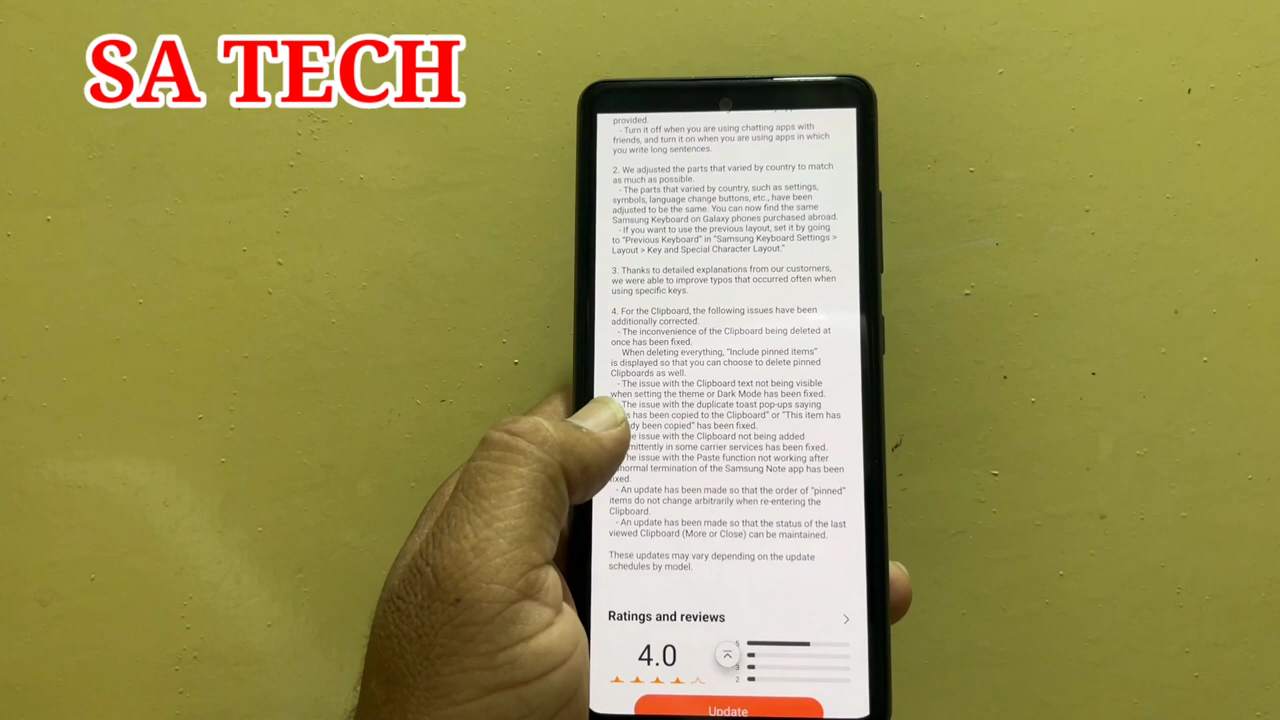 SA TECH
provided.
- Turn it off when you are using chatting apps with
friends, and turn it on when you are using apps in which
you write long sentences.
2. We adjusted the parts that varied by country to match
as much as possible.
- The parts that varied by country, such as settings,
symbols, language change buttons, etc., have been
adjusted to be the same. You can now find the same
Samsung Keyboard on Galaxy phones purchased abroad.
- If you want to use the previous layout, set it by going
to "Previous Keyboard" in "Samsung Keyboard Settings >
Layout > Key and Special Character Layout."
3. Thanks to detailed explanations from our customers,
we were able to improve typos that occurred often when
using specific keys.
4. For the Clipboard, the following issues have been
additionally corrected.
- The inconvenience of the Clipboard being deleted at
once has been fixed.
When deleting everything, "Include pinned items"
is displayed so that you can choose to delete pinned
Clipboards as well.
- The issue with the Clipboard text not being visible
when setting the theme or Dark Mode has been fixed.
The issue with the duplicate toast pop-ups saying
has been copied to the Clipboard" or "This item has
been copied" has been fixed.
issue with the Clipboard not being added
in some carrier services has been fixed.
issue with the Paste function not working after
termination of the Samsung Note app has been
fixed.
- An update has been made so that the order of "pinned"
items do not change arbitrarily when re-entering the
Clipboard.
- An update has been made so that the status of the last
viewed Clipboard (More or Close) can be maintained.
These updates may vary depending on the update
schedules by model.
Ratings and reviews
4.0
5
3
2
Update